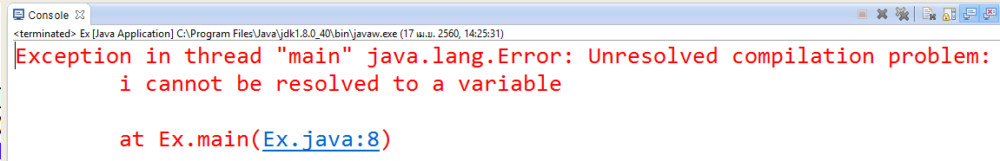 Console
<terminated> Ex [Java Application] C:\Program Files\Java\jdk1.8.0_40\bin\javaw.exe (17 เม.ย. 2560, 14:25:31)
Exception in thread "main" java.lang.Error: Unresolved compilation problem:
i cannot be resolved to a variable
at Ex.main(Ex.java:8)